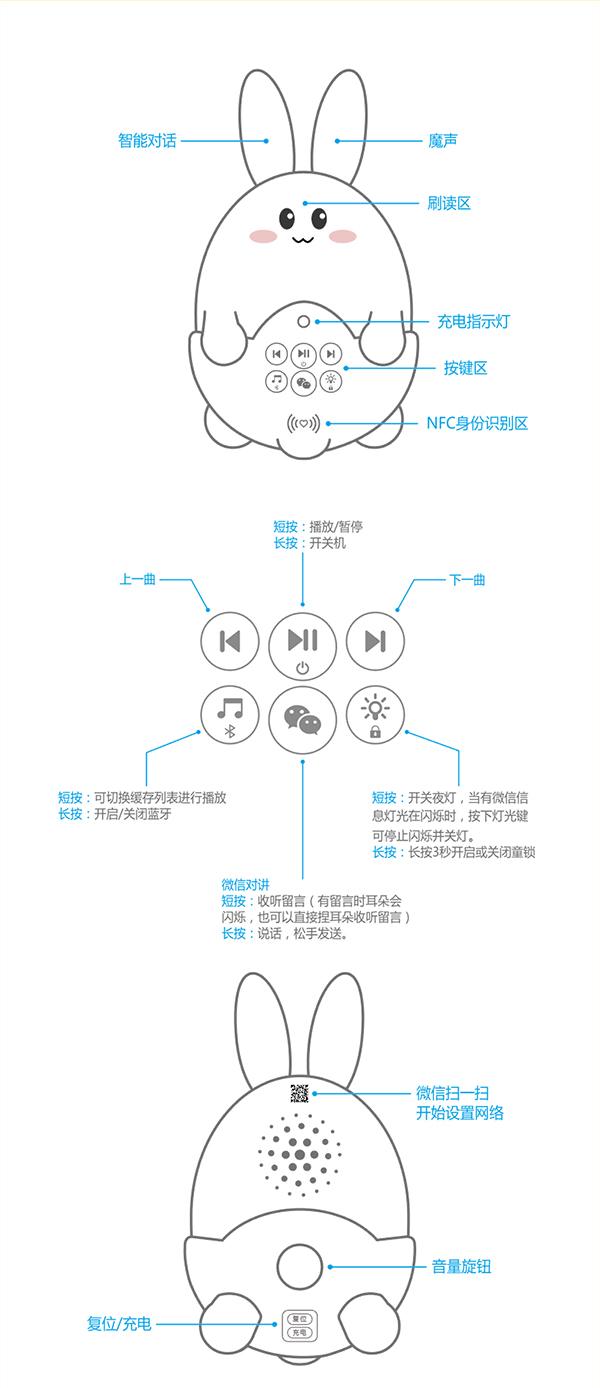 智能对话
魔声
刷读区
充电指示灯
按键区
NFC身份识别区
短按：播放/暂停
长按：开关机
上一曲
下一曲
短按：可切换缓存列表进行播放
长按：开启/关闭蓝牙
短按：开关夜灯，当有微信信
息灯光在闪烁时，按下灯光键
可停止闪烁并关灯。
长按：长按3秒开启或关闭童锁
微信对讲
短按：收听留言（有留言时耳朵会
闪烁，也可以直接捏耳朵收听留言）
长按：说话，松手发送。
微信扫一扫
开始设置网络
音量旋钮
复位/充电
复位
充电